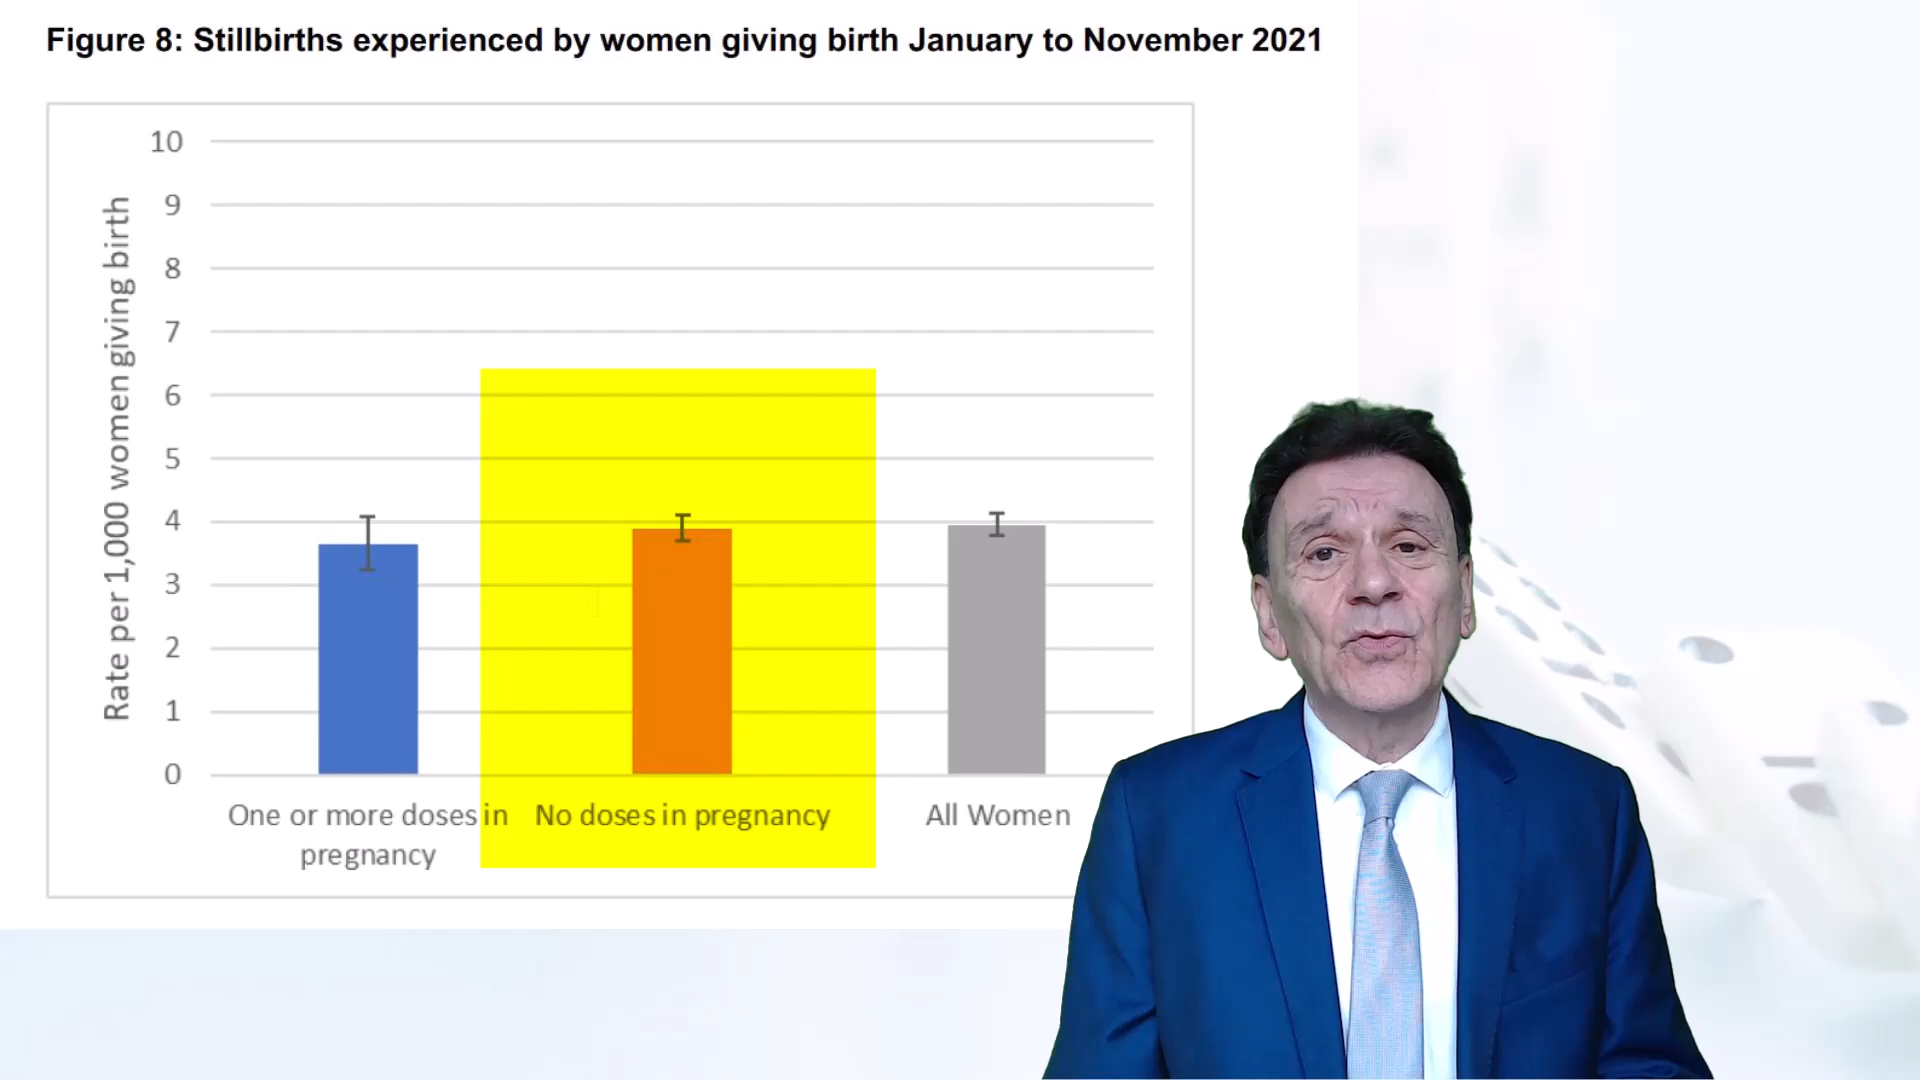 Figure 8: Stillbirths experienced by women giving birth January to November 2021
Rate per 1,000 women giving birth
10
9
8
7
6
5
4
3
2
1
0
One or more doses in
pregnancy
No doses in pregnancy
All Women